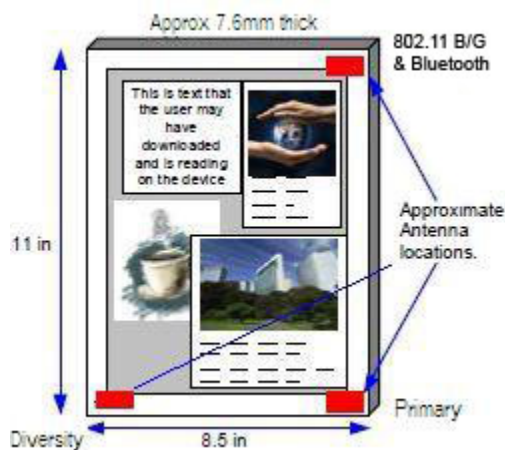 Approx 7.6mm thick
802.11 B/G
& Bluetooth
This is text that
the user may
have
downloaded
and is reading
on the device
11 in
Approximate
Antenna
locations.
Primary
Diversity
8.5 in